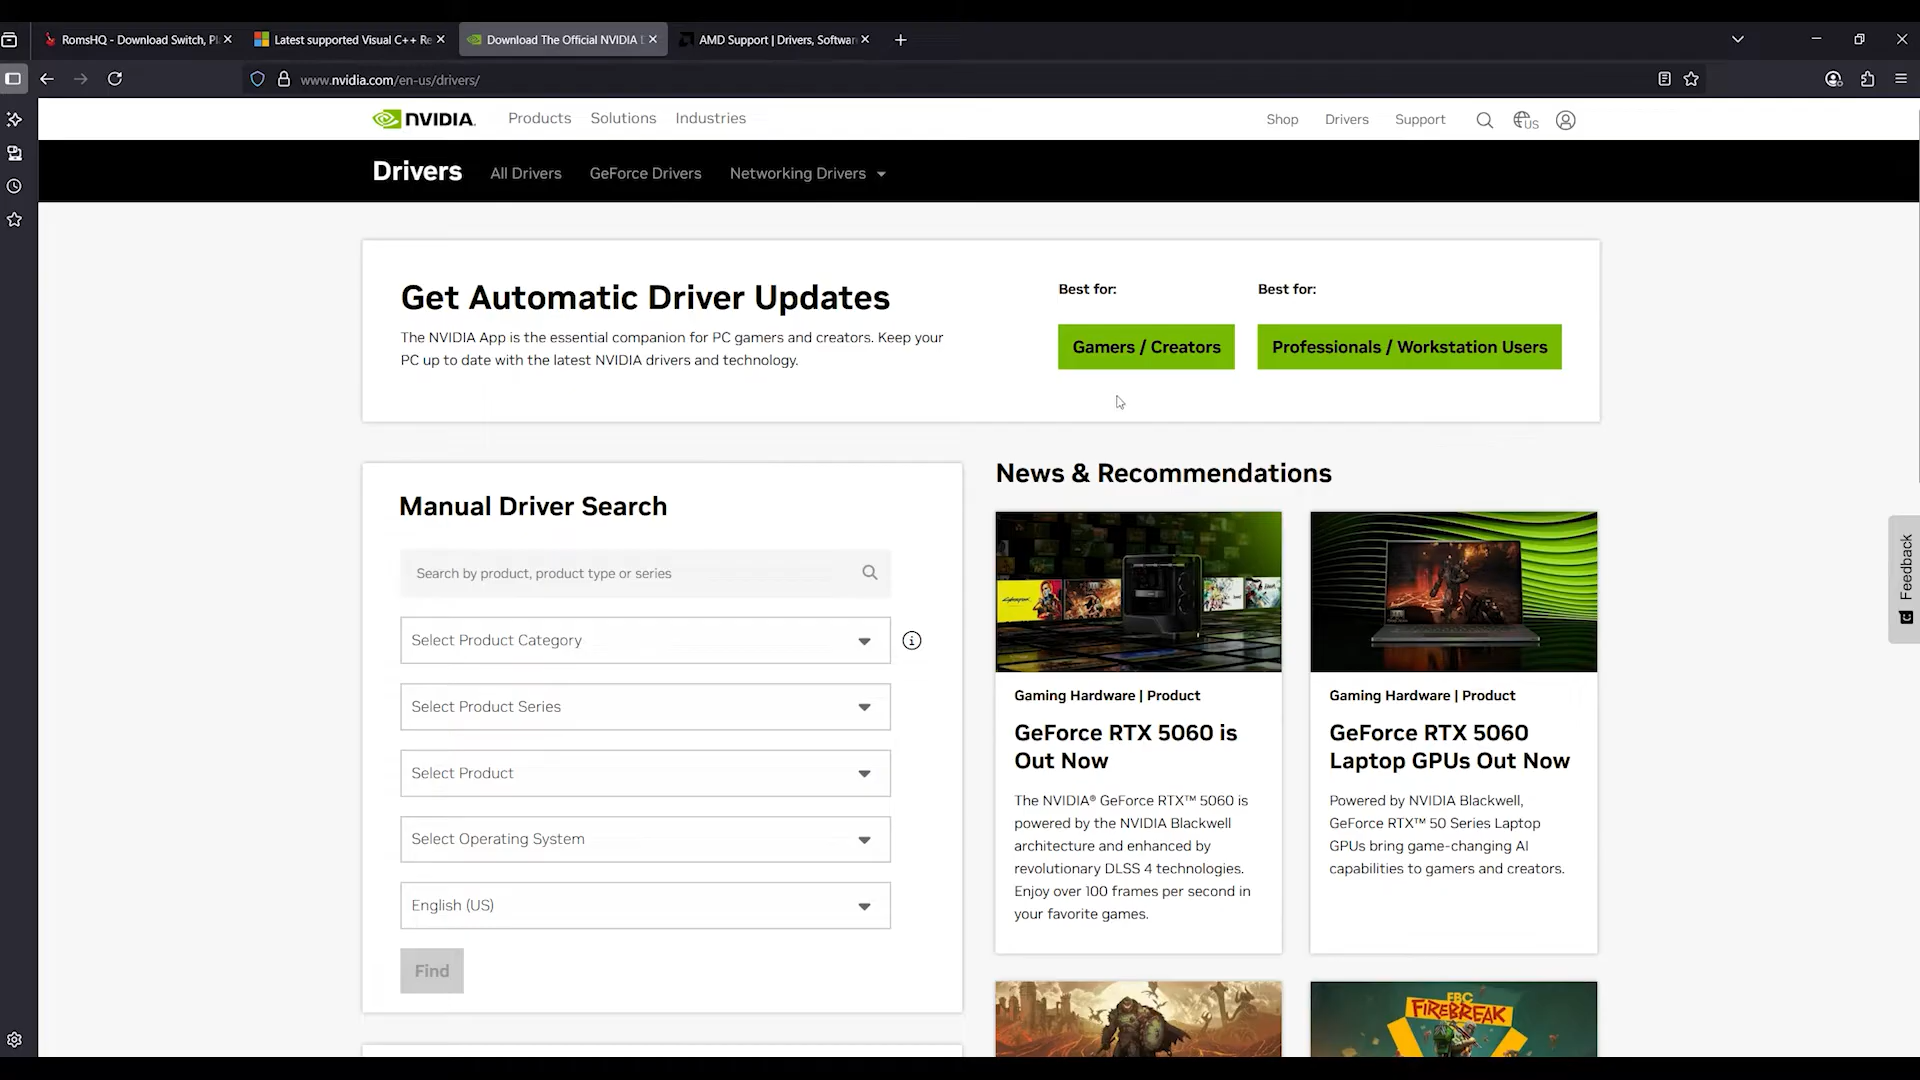 RomsHQ - Download Switch, Pl
Latest supported Visual C++ Re
Download The Official NVIDIA D
AMD Support | Drivers, Softwar
www.nvidia.com/en-us/drivers/
NVIDIA.
Products
Solutions
Industries
Shop
Drivers
Support
US
Drivers
All Drivers
GeForce Drivers
Networking Drivers
Get Automatic Driver Updates
The NVIDIA App is the essential companion for PC gamers and creators. Keep your
PC up to date with the latest NVIDIA drivers and technology.
Best for:
Gamers / Creators
Best for:
Professionals / Workstation Users
Manual Driver Search
Search by product, product type or series
Select Product Category
Select Product Series
Select Product
Select Operating System
English (US)
Find
News & Recommendations
Gaming Hardware | Product
GeForce RTX 5060 is
Out Now
The NVIDIA® GeForce RTX™ 5060 is
powered by the NVIDIA Blackwell
architecture and enhanced by
revolutionary DLSS 4 technologies.
Enjoy over 100 frames per second in
your favorite games.
Gaming Hardware | Product
GeForce RTX 5060
Laptop GPUs Out Now
Powered by NVIDIA Blackwell,
GeForce RTX™ 50 Series Laptop
GPUs bring game-changing AI
capabilities to gamers and creators.
FBC
FIREBREAK
Feedback